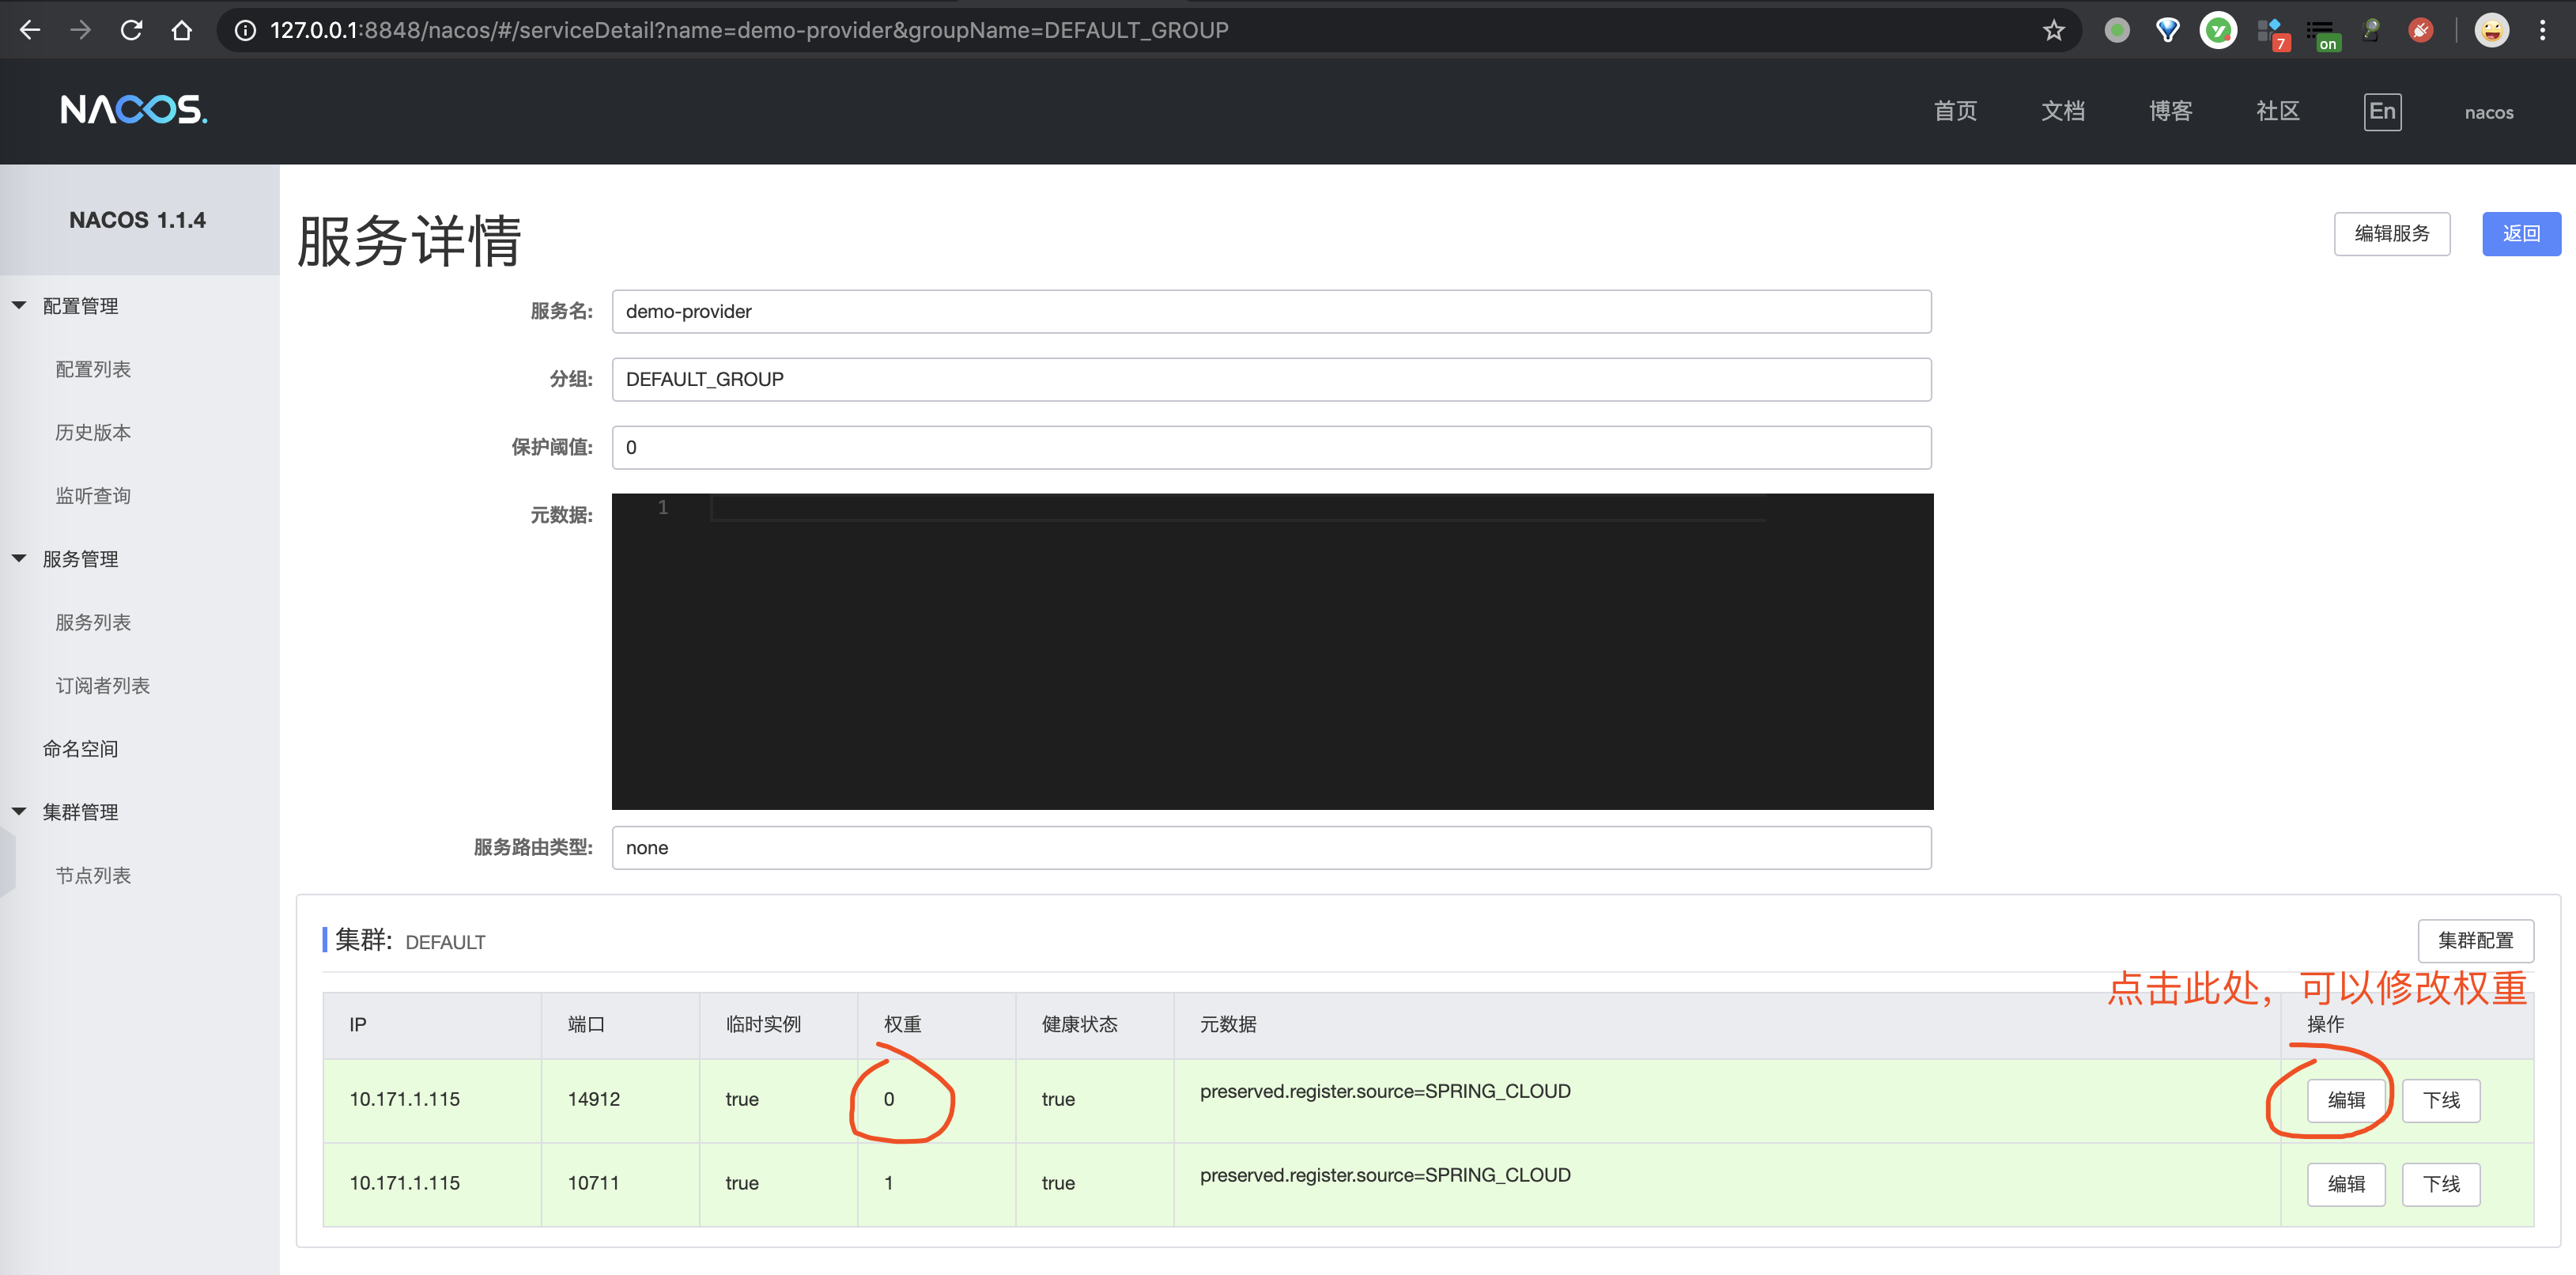 127.0.0.1:8848/nacos/#/serviceDetail?name=demo-provider&groupName=DEFAULT_GROUP
7
on
NACOS.
首页 文档 博客 社区 En nacos
NACOS 1.1.4
配置管理
配置列表
历史版本
监听查询
服务管理
服务列表
订阅者列表
命名空间
集群管理
节点列表
服务详情
编辑服务 返回
服务名: demo-provider
分组: DEFAULT_GROUP
保护阈值: 0
元数据: 1
服务路由类型: none
集群: DEFAULT
集群配置
点击此处，可以修改权重
IP 端口 临时实例 权重 健康状态 元数据 操作
10.171.1.115 14912 true 0 true preserved.register.source=SPRING_CLOUD 编辑 下线
10.171.1.115 10711 true 1 true preserved.register.source=SPRING_CLOUD 编辑 下线